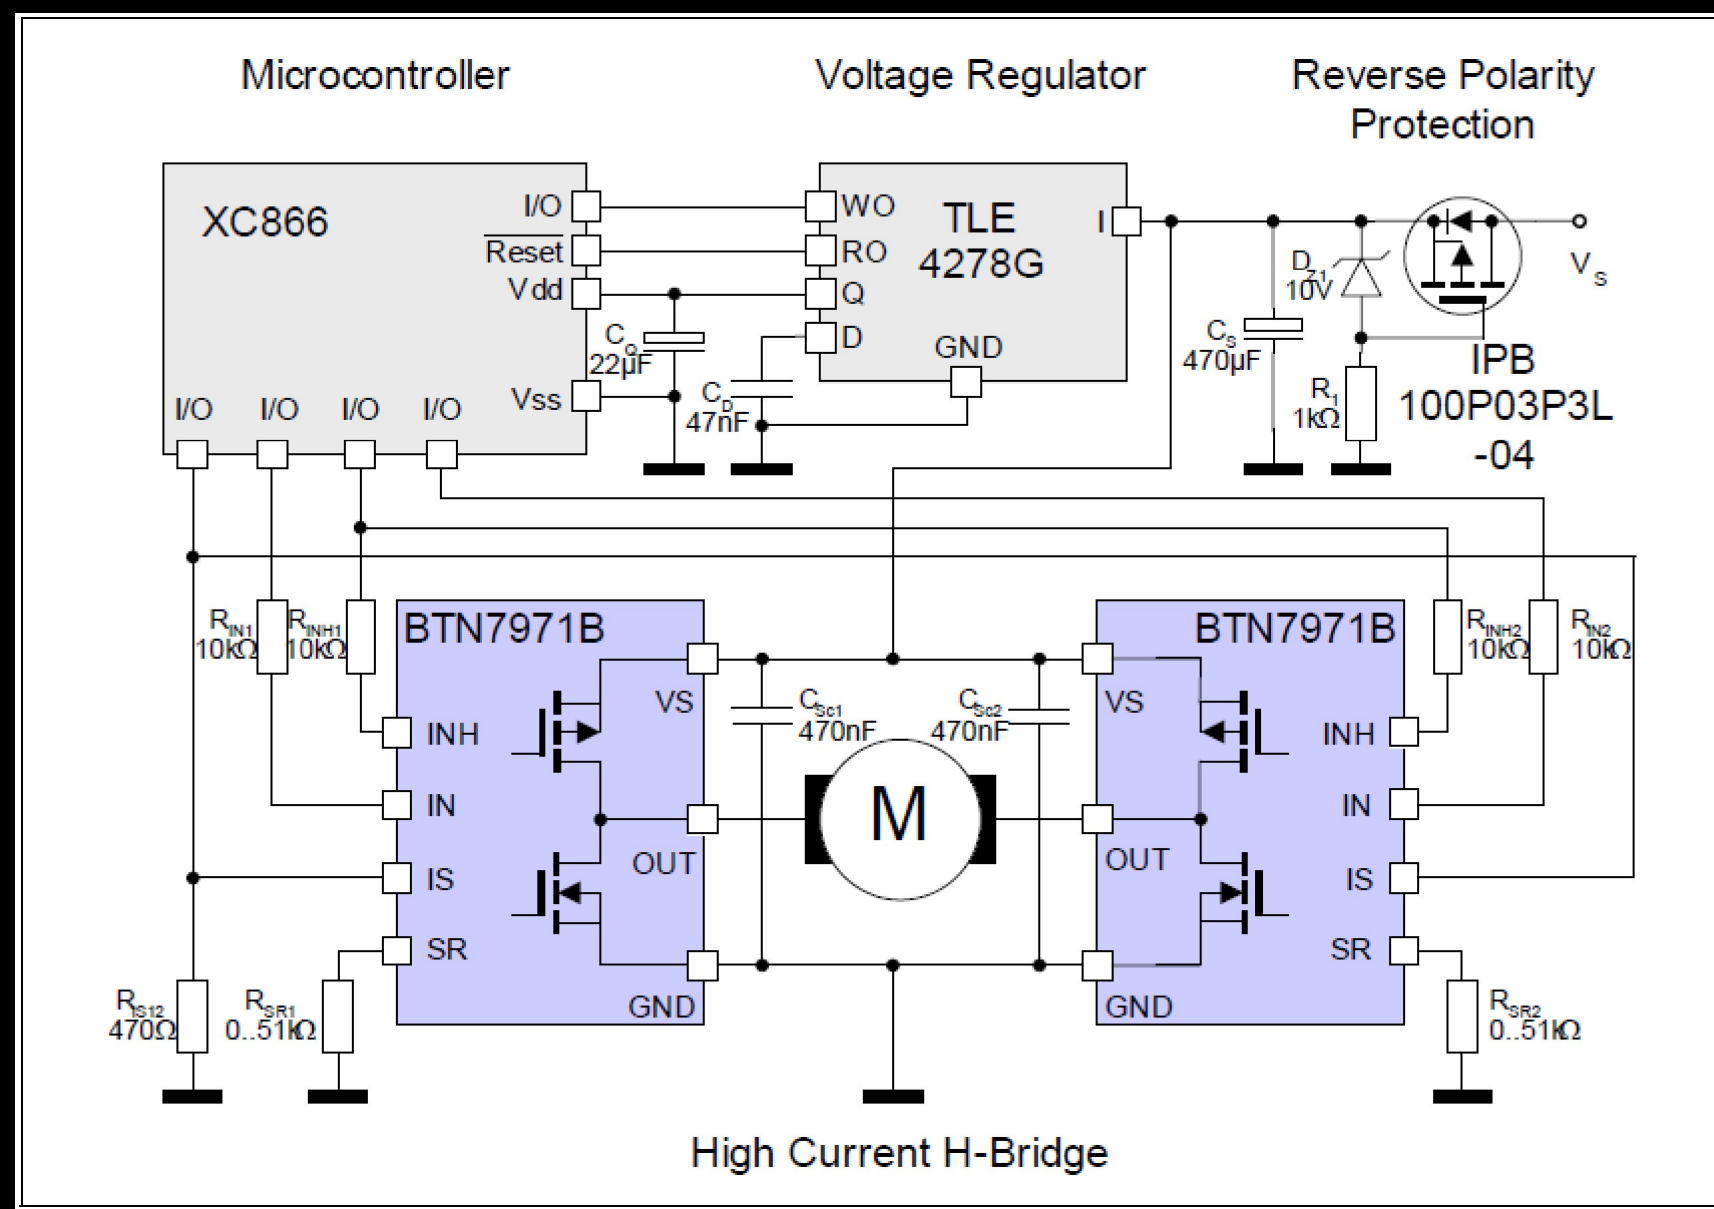 Microcontroller
Voltage Regulator
Reverse Polarity
Protection
XC866
I/O
Reset
Vdd
Vss
I/O
I/O
I/O
I/O
WO
RO
Q
D
TLE
4278G
I
GND
CQ
22µF
CD
47nF
CS
470µF
DZ1
10V
R1
1kΩ
VS
IPB
100P03P3L
-04
RIN1
10kΩ
RINH1
10kΩ
BTN7971B
VS
INH
IN
IS
SR
OUT
GND
CSc1
470nF
CSc2
470nF
M
BTN7971B
VS
INH
IN
IS
SR
OUT
GND
RINH2
10kΩ
RIN2
10kΩ
RIS12
470Ω
RSR1
0..51kΩ
RSR2
0..51kΩ
High Current H-Bridge